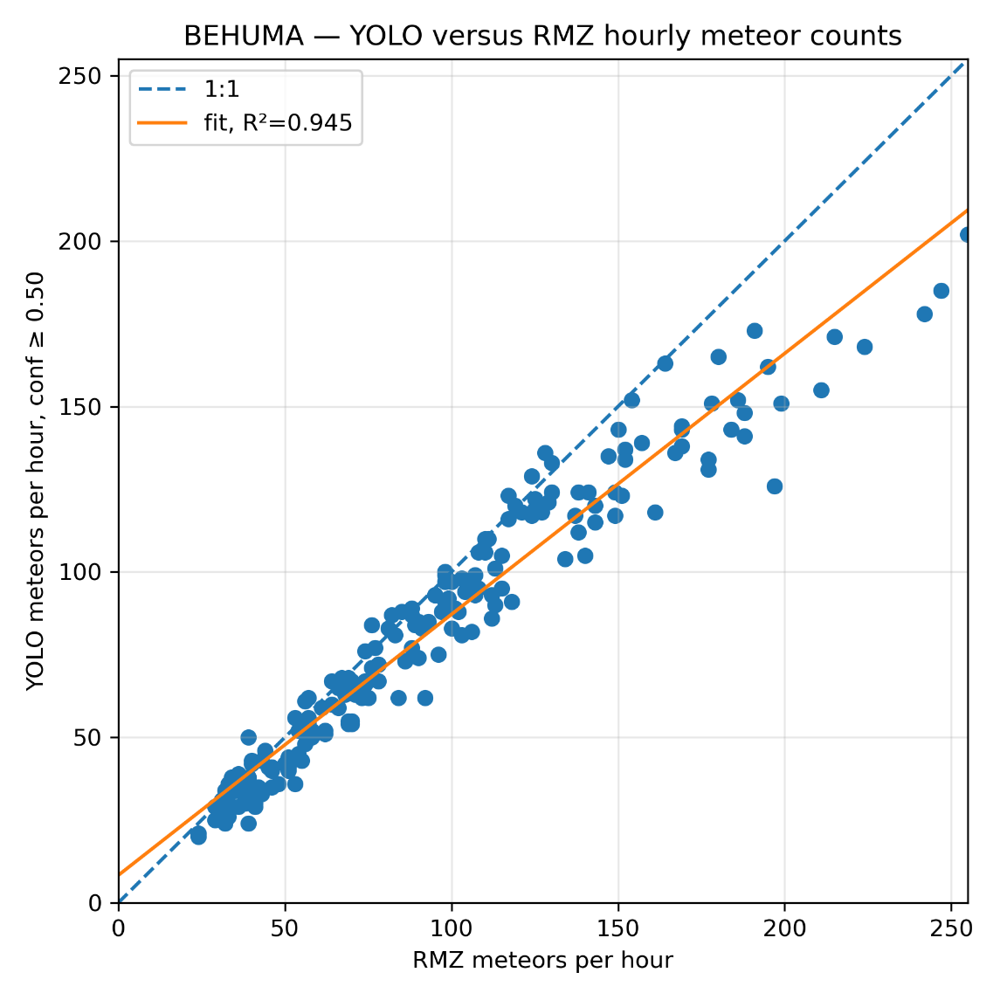 BEHUMA — YOLO versus RMZ hourly meteor counts
1:1
fit, R²=0.945
YOLO meteors per hour, conf ≥ 0.50
250
200
150
100
50
0
0 50 100 150 200 250
RMZ meteors per hour